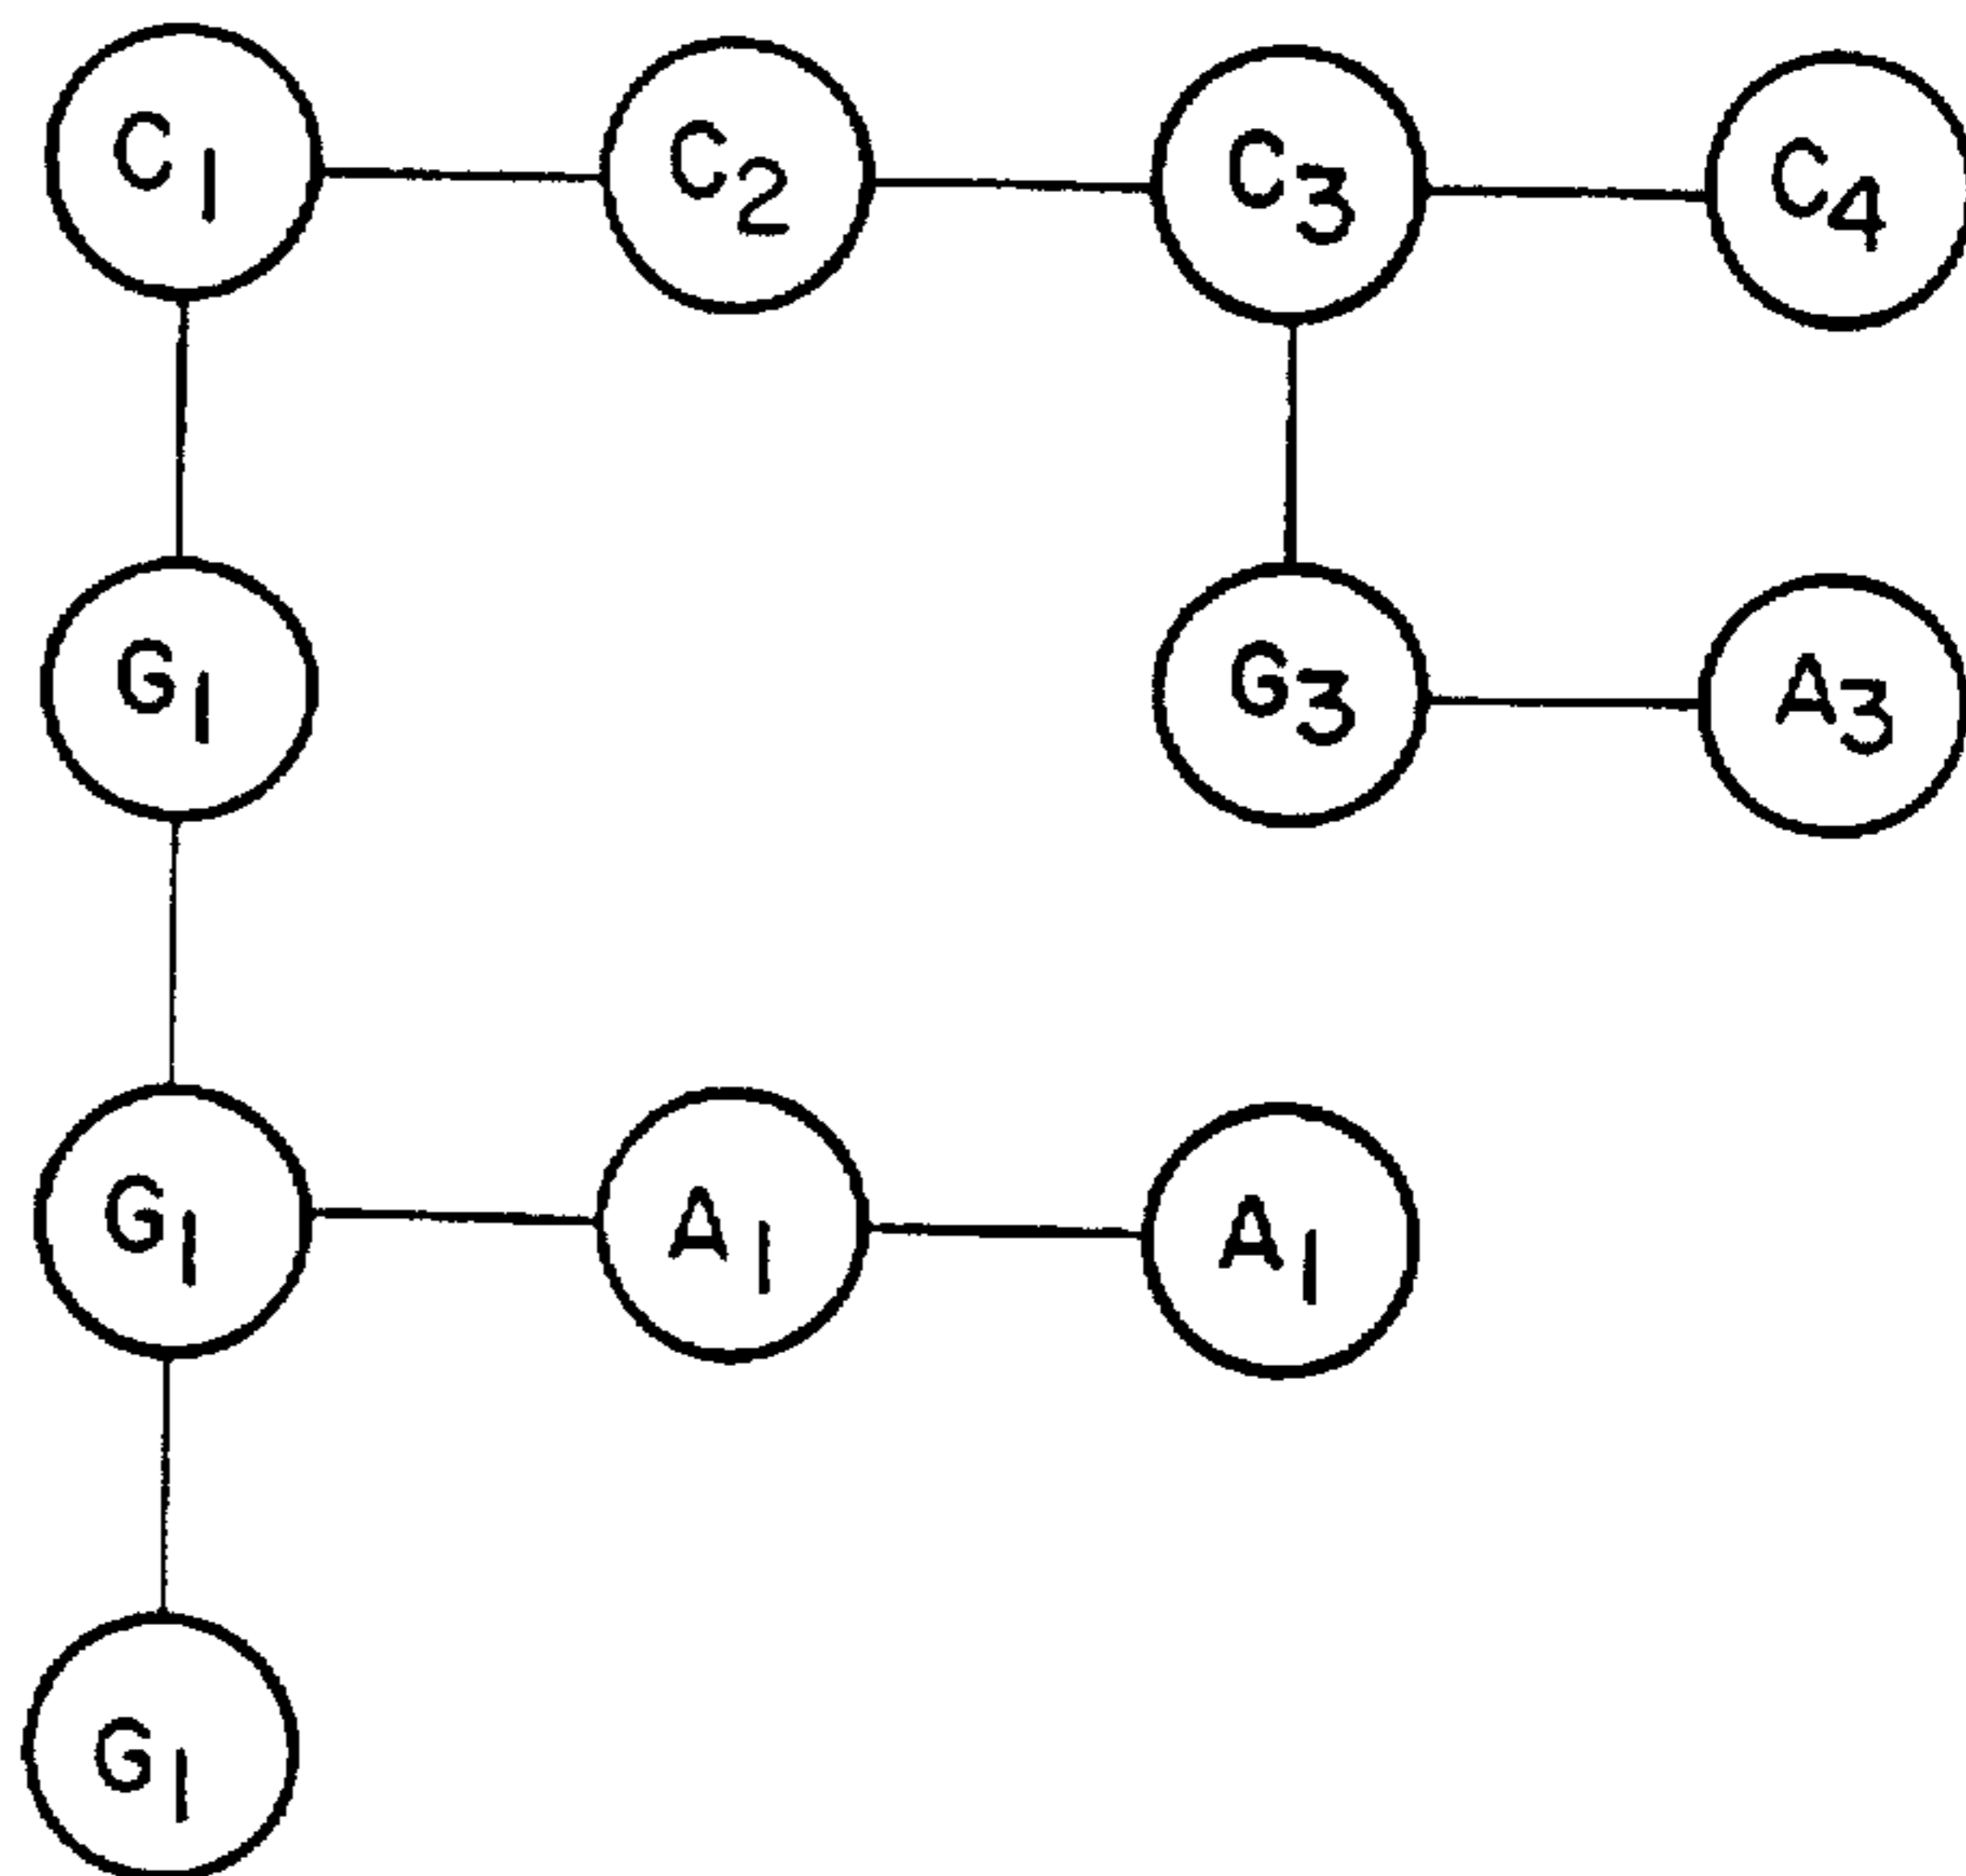 C₁ C₂ C₃ C₄
G₁ G₃ A₃
G₁ A₁ A₁
G₁